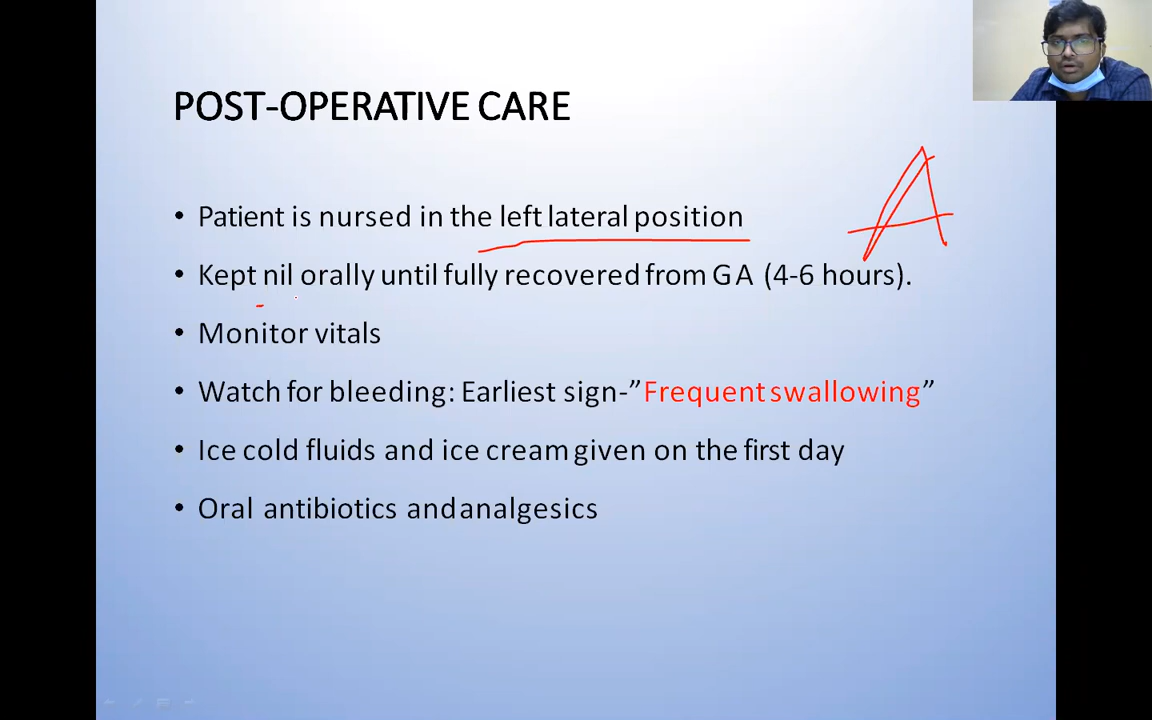 POST-OPERATIVE CARE
• Patient is nursed in the left lateral position
• Kept nil orally until fully recovered from GA (4-6 hours).
• Monitor vitals
• Watch for bleeding: Earliest sign-”Frequent swallowing”
• Ice cold fluids and ice cream given on the first day
• Oral antibiotics and analgesics
A